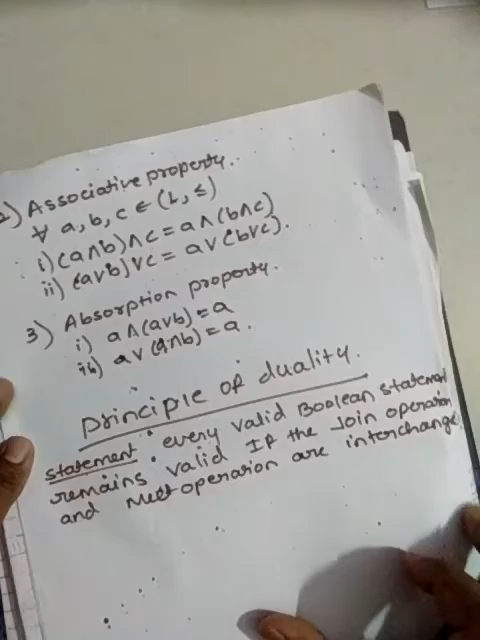 2) Associative property.
∀ a, b, c ∈ (L, ≤)
i) (a∧b)∧c = a∧(b∧c)
ii) (a∨b)∨c = a∨(b∨c).
3) Absorption property.
i) a∧(a∨b) = a
ii) a∨(a∧b) = a.
principle of duality.
statement : every valid Boolean statement
remains valid IF the Join operation
and Meet operation are interchange